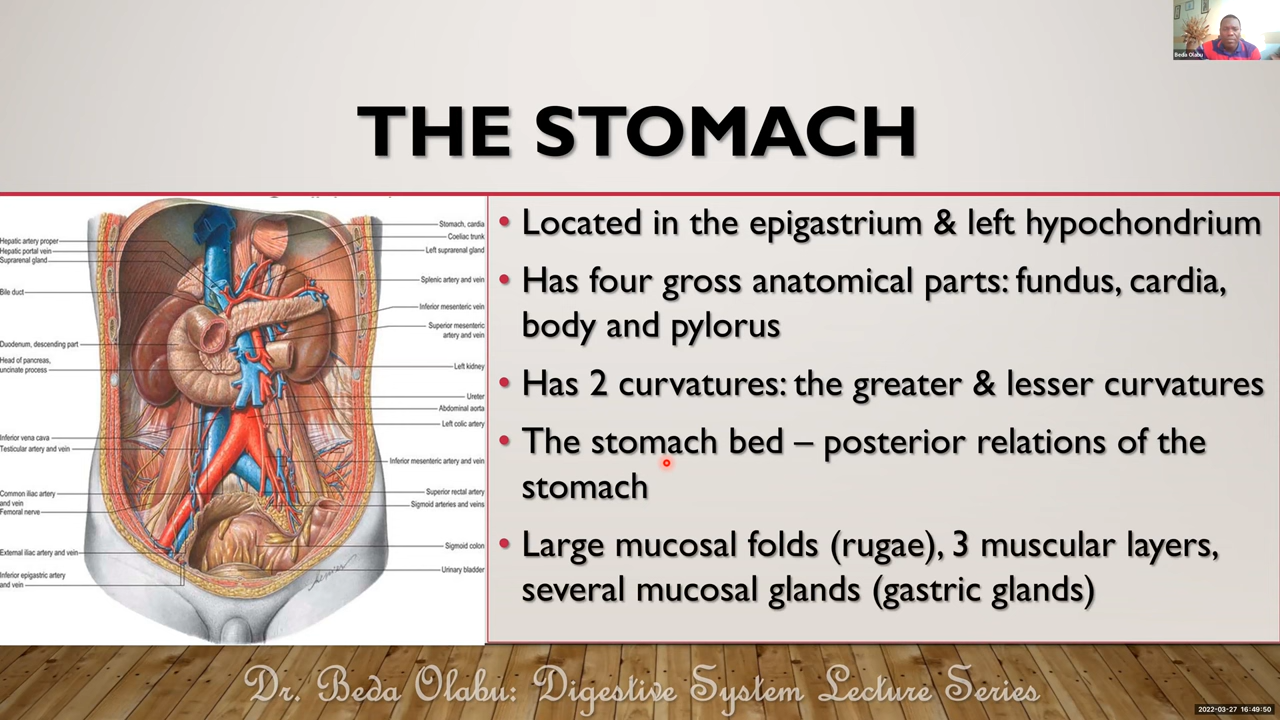 Beda Olabu
THE STOMACH
Stomach, cardia
Coeliac trunk
Left suprarenal gland
Splenic artery and vein
Inferior mesenteric vein
Superior mesenteric
artery and vein
Left kidney
Ureter
Abdominal aorta
Left colic artery
Inferior mesenteric artery and vein
Superior rectal artery
Sigmoid arteries and veins
Sigmoid colon
Urinary bladder
Hepatic artery proper
Hepatic portal vein
Suprarenal gland
Bile duct
Duodenum, descending part
Head of pancreas,
uncinate process
Inferior vena cava
Testicular artery and vein
Common iliac artery
and vein
Femoral nerve
External iliac artery and vein
Inferior epigastric artery
and vein
• Located in the epigastrium & left hypochondrium
• Has four gross anatomical parts: fundus, cardia,
body and pylorus
• Has 2 curvatures: the greater & lesser curvatures
• The stomach bed – posterior relations of the
stomach
• Large mucosal folds (rugae), 3 muscular layers,
several mucosal glands (gastric glands)
Dr. Beda Olabu: Digestive System Lecture Series
2022-03-27 16:49:50